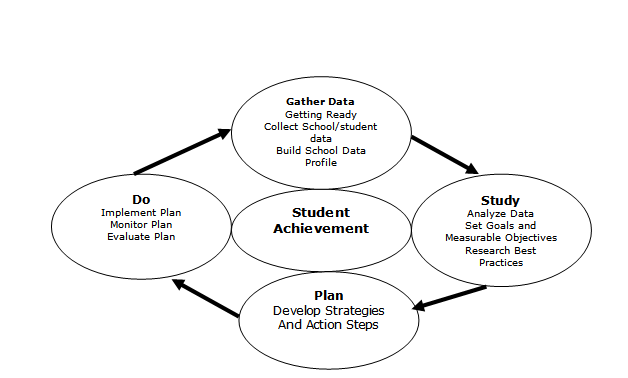 Gather Data
Getting Ready
Collect School/student
data
Build School Data
Profile
Do
Implement Plan
Monitor Plan
Evaluate Plan
Student
Achievement
Study
Analyze Data
Set Goals and
Measurable Objectives
Research Best
Practices
Plan
Develop Strategies
And Action Steps